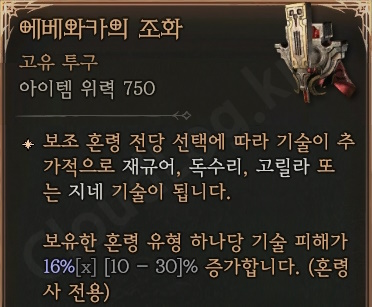 에베와카의 조화
고유 투구
아이템 위력 750
보조 혼령 전당 선택에 따라 기술이 추
가적으로 재규어, 독수리, 고릴라 또
는 지네 기술이 됩니다.
보유한 혼령 유형 하나당 기술 피해가
16%[x] [10 - 30]% 증가합니다. (혼령
사 전용)